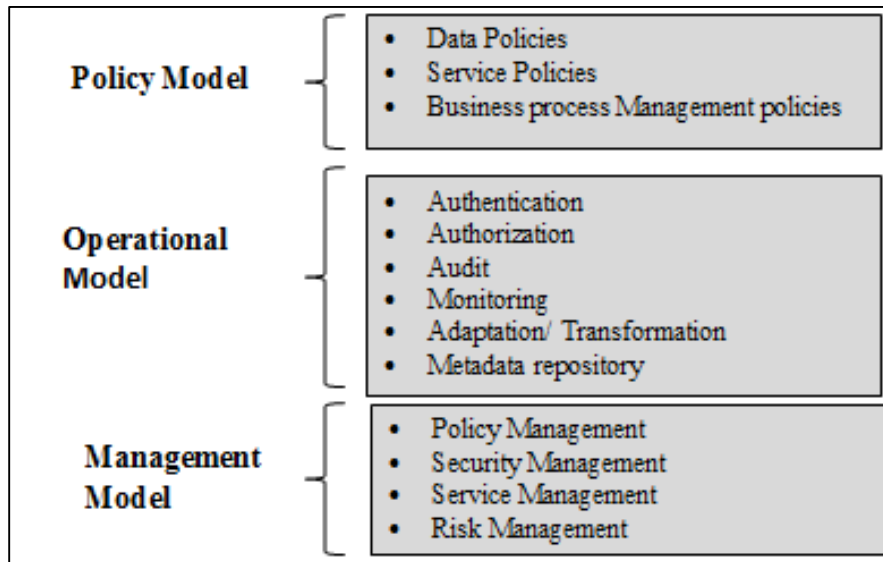 Policy Model
• Data Policies
• Service Policies
• Business process Management policies
Operational
Model
• Authentication
• Authorization
• Audit
• Monitoring
• Adaptation/ Transformation
• Metadata repository
Management
Model
• Policy Management
• Security Management
• Service Management
• Risk Management